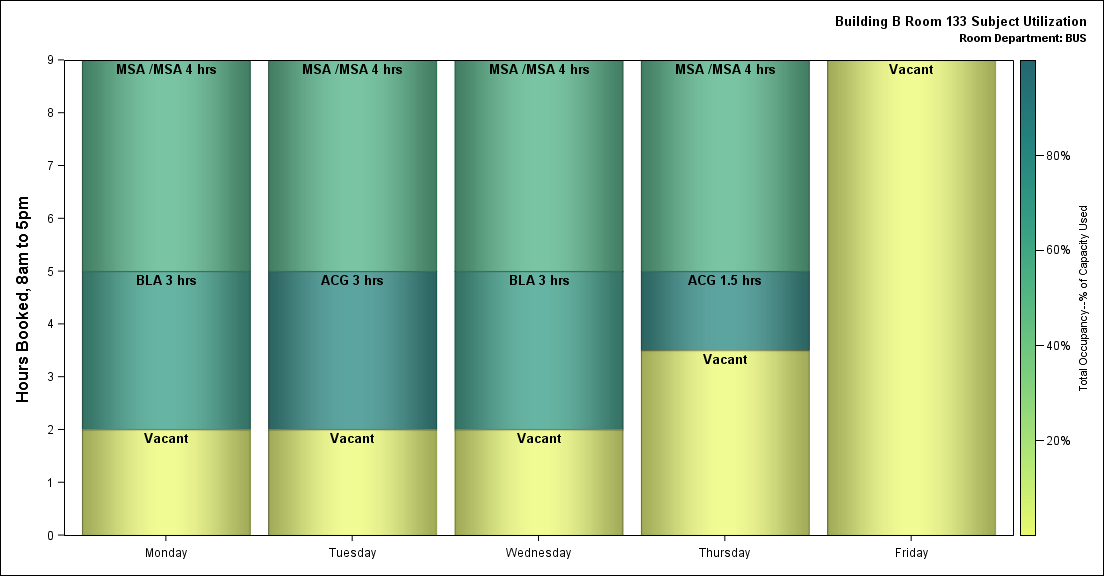 Building B Room 133 Subject Utilization
Room Department: BUS
Hours Booked, 8am to 5pm
9
8
7
6
5
4
3
2
1
0
MSA /MSA 4 hrs
BLA 3 hrs
Vacant
MSA /MSA 4 hrs
ACG 3 hrs
Vacant
MSA /MSA 4 hrs
BLA 3 hrs
Vacant
MSA /MSA 4 hrs
ACG 1.5 hrs
Vacant
Vacant
Monday
Tuesday
Wednesday
Thursday
Friday
80%
60%
40%
20%
Total Occupancy--% of Capacity Used